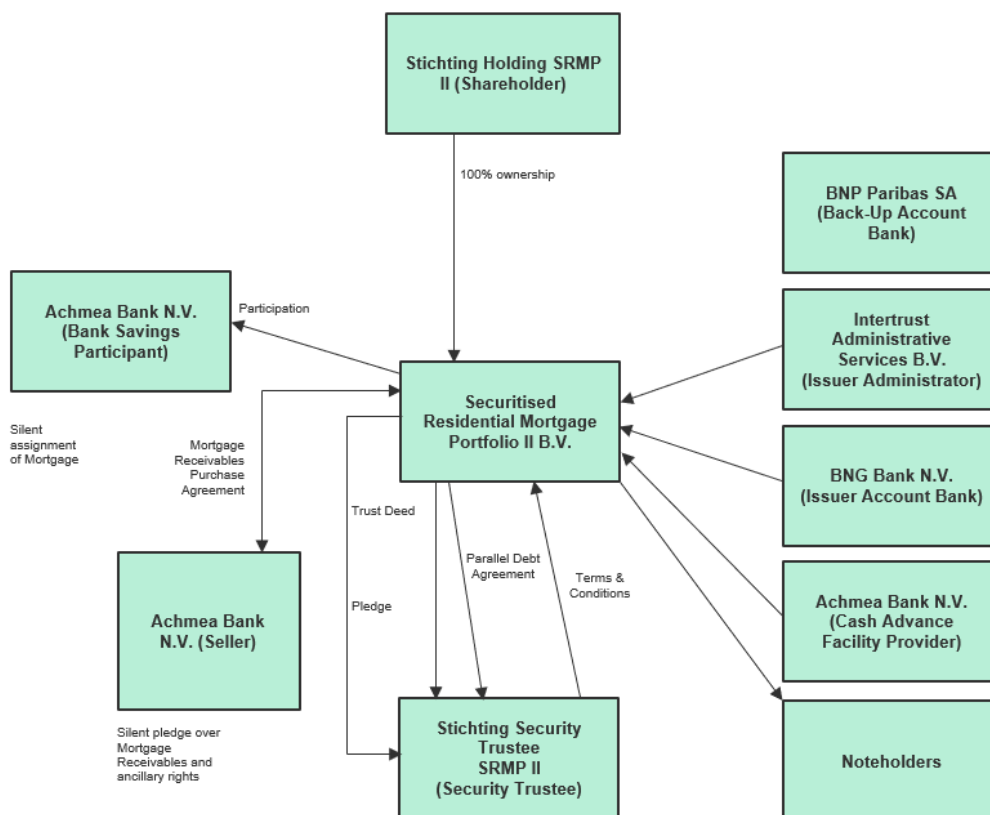 Stichting Holding SRMP
II (Shareholder)
100% ownership
BNP Paribas SA
(Back-Up Account
Bank)
Achmea Bank N.V.
(Bank Savings
Participant)
Participation
Intertrust
Administrative
Services B.V.
(Issuer Administrator)
Securitised
Residential Mortgage
Portfolio II B.V.
Silent
assignment
of Mortgage
Mortgage
Receivables
Purchase
Agreement
BNG Bank N.V.
(Issuer Account Bank)
Trust Deed
Parallel Debt
Agreement
Terms &
Conditions
Pledge
Achmea Bank
N.V. (Seller)
Achmea Bank N.V.
(Cash Advance
Facility Provider)
Silent pledge over
Mortgage
Receivables and
ancillary rights
Stichting Security
Trustee
SRMP II
(Security Trustee)
Noteholders